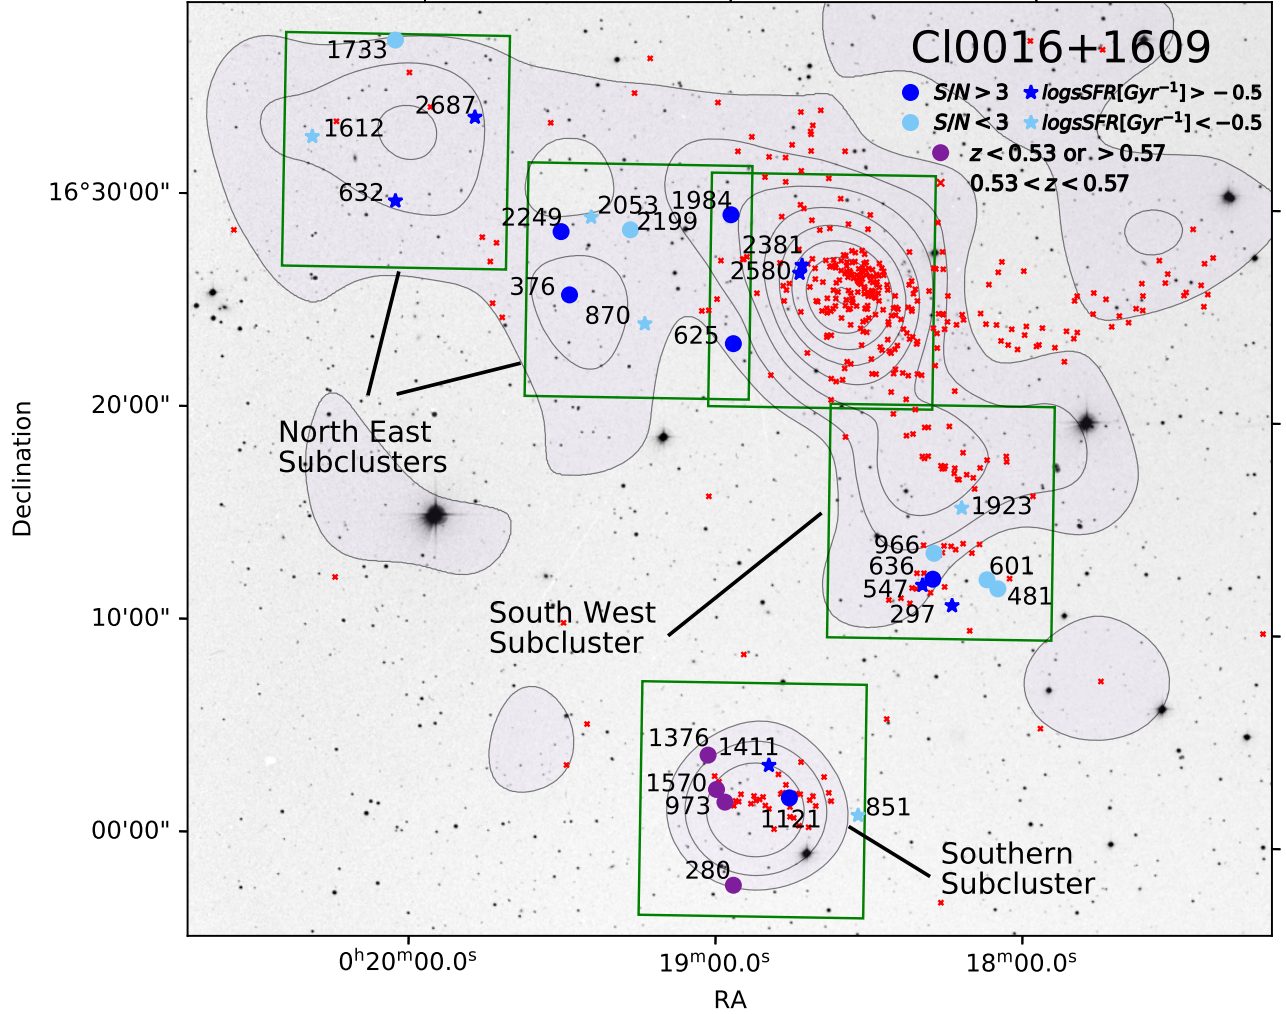 Cl0016+1609
S/N > 3
logsSFR[Gyr⁻¹] > −0.5
S/N < 3
logsSFR[Gyr⁻¹] < −0.5
z < 0.53 or > 0.57
0.53 < z < 0.57
1733
2687
1612
632
16°30'00"
1984
2053
2249
2199
2381
2580
376
870
625
20'00"
North East
Subclusters
Declination
1923
966
636
601
547
481
297
South West
Subcluster
10'00"
1376
1411
1570
973
851
1121
00'00"
Southern
Subcluster
280
0ʰ20ᵐ00.0ˢ
19ᵐ00.0ˢ
18ᵐ00.0ˢ
RA